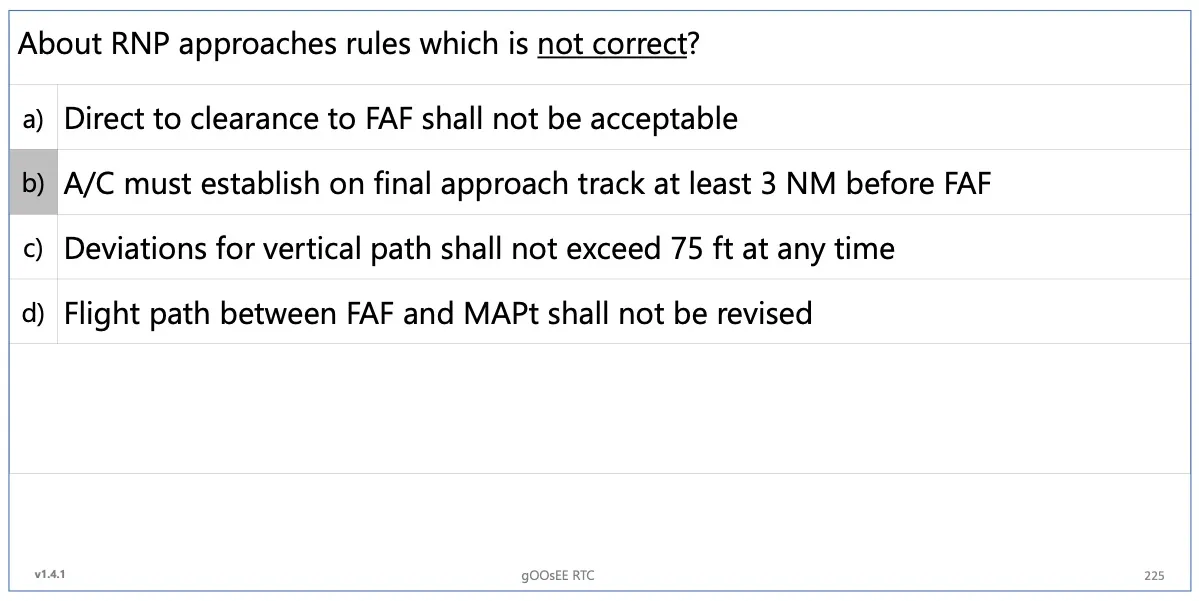 About RNP approaches rules which is not correct?
a) Direct to clearance to FAF shall not be acceptable
b) A/C must establish on final approach track at least 3 NM before FAF
c) Deviations for vertical path shall not exceed 75 ft at any time
d) Flight path between FAF and MAPt shall not be revised
v1.4.1 gOOsEE RTC 225